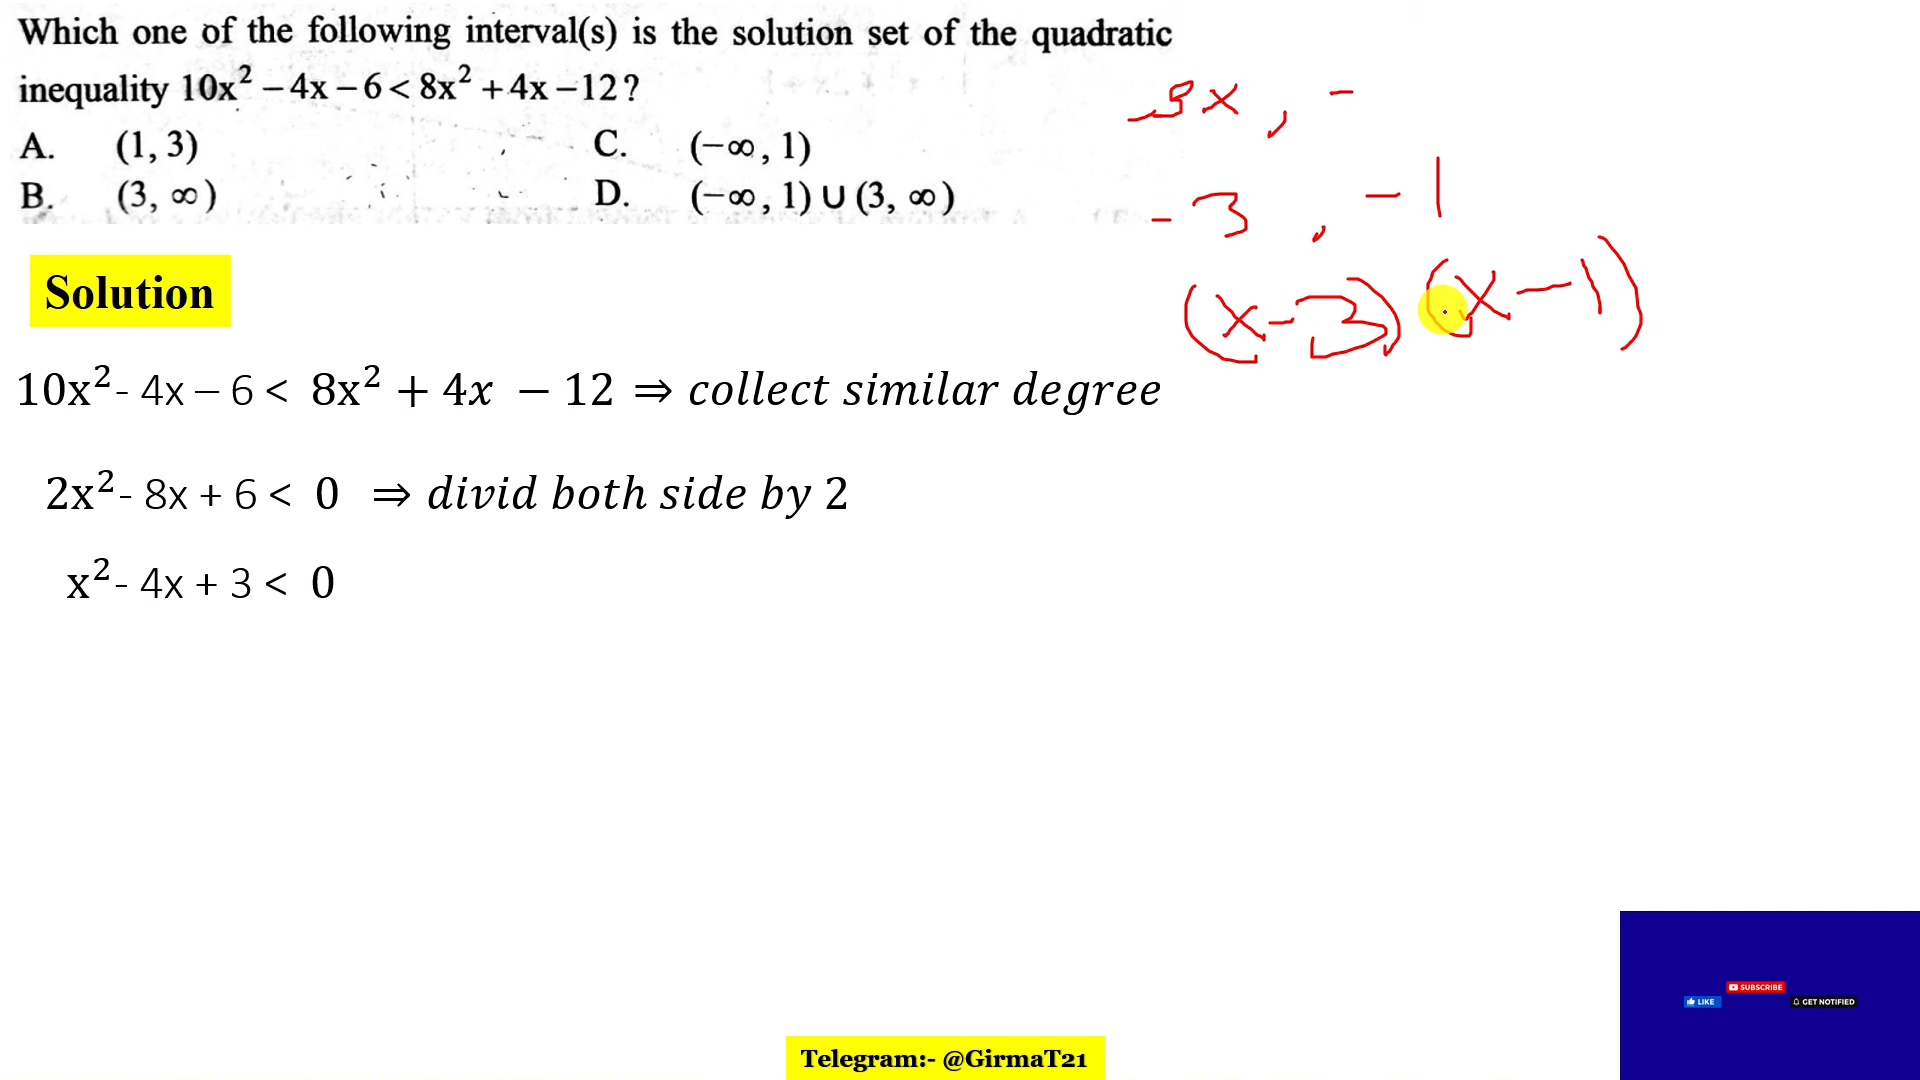 Which one of the following interval(s) is the solution set of the quadratic
inequality 10x² – 4x – 6 < 8x² + 4x – 12 ?
A. (1, 3) C. (−∞, 1)
B. (3, ∞) D. (−∞, 1) ∪ (3, ∞)
x , -
- 3 , - 1
(x - 3) (x - 1)
Solution
10x² - 4x – 6 < 8x² + 4x − 12 ⇒ collect similar degree
2x² - 8x + 6 < 0 ⇒ divid both side by 2
x² - 4x + 3 < 0
SUBSCRIBE
LIKE GET NOTIFIED
Telegram:- @GirmaT21